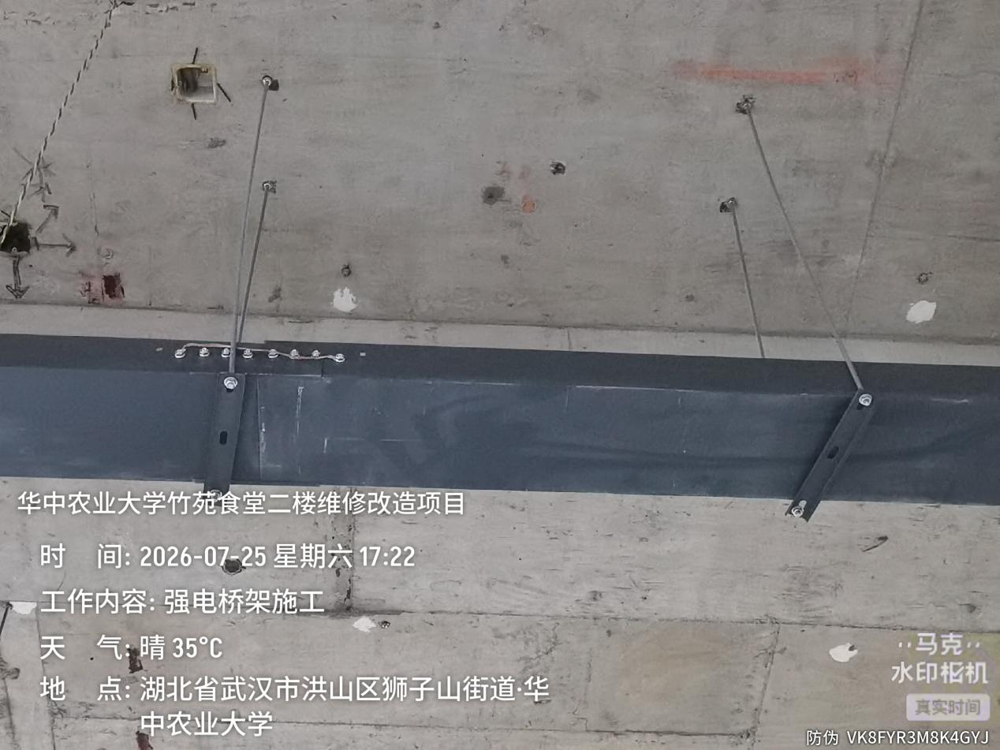 华中农业大学竹苑食堂二楼维修改造项目
时 间: 2026-07-25 星期六 17:22
工作内容: 强电桥架施工
天 气: 晴 35°C
地 点: 湖北省武汉市洪山区狮子山街道·华
中农业大学
马克
水印相机
真实时间
防伪 VK8FYR3M8K4GYJ